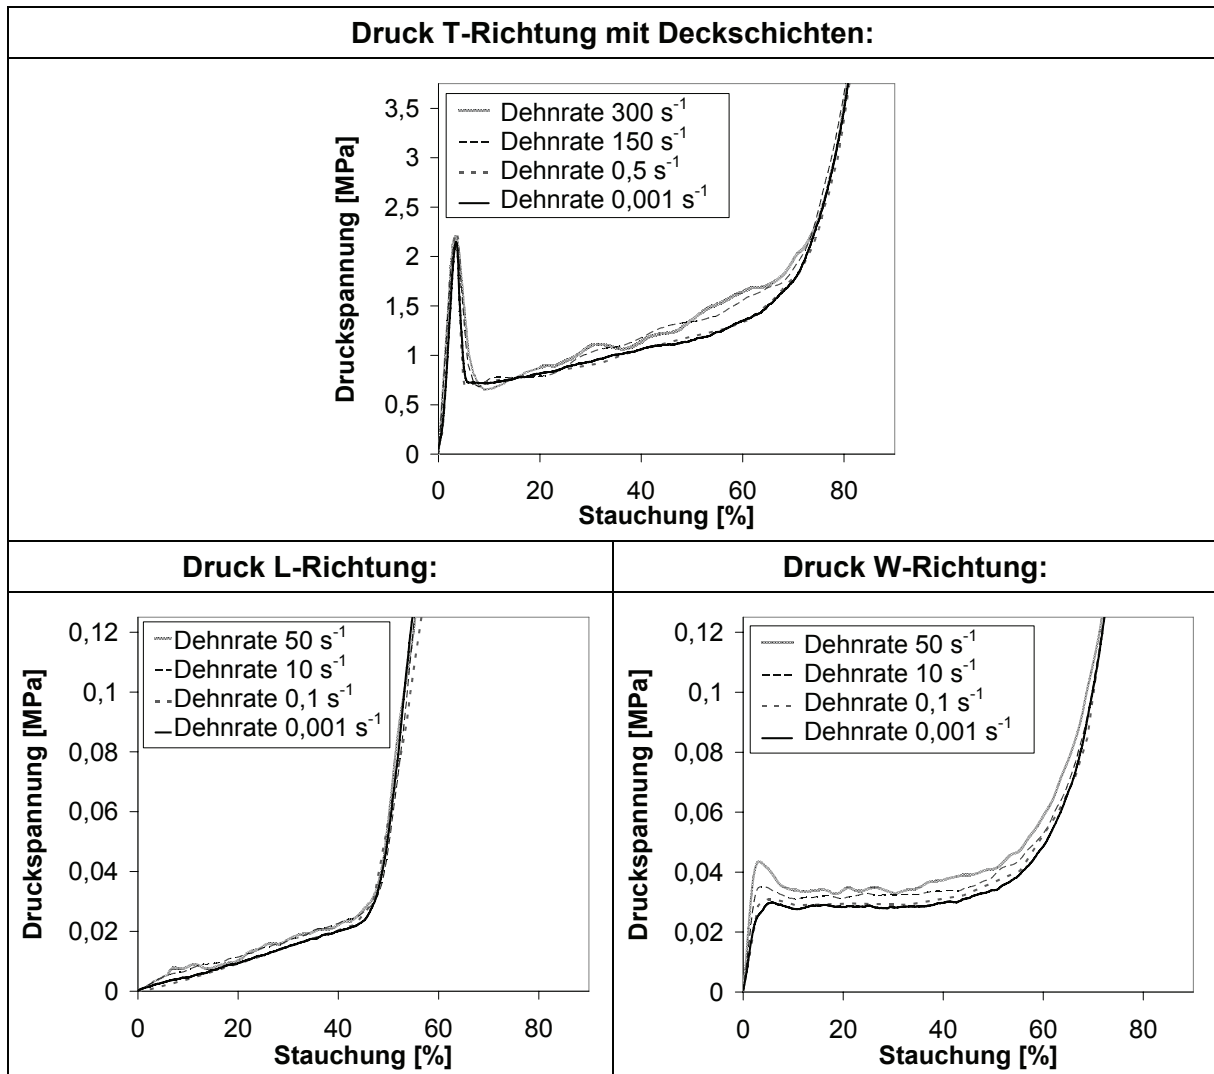 Druck T-Richtung mit Deckschichten:
Druckspannung [MPa]
3,5
3
2,5
2
1,5
1
0,5
0
Dehnrate 300 s⁻¹
Dehnrate 150 s⁻¹
Dehnrate 0,5 s⁻¹
Dehnrate 0,001 s⁻¹
0 20 40 60 80
Stauchung [%]
Druck L-Richtung:
Druckspannung [MPa]
0,12
0,1
0,08
0,06
0,04
0,02
0
Dehnrate 50 s⁻¹
Dehnrate 10 s⁻¹
Dehnrate 0,1 s⁻¹
Dehnrate 0,001 s⁻¹
0 20 40 60 80
Stauchung [%]
Druck W-Richtung:
Druckspannung [MPa]
0,12
0,1
0,08
0,06
0,04
0,02
0
Dehnrate 50 s⁻¹
Dehnrate 10 s⁻¹
Dehnrate 0,1 s⁻¹
Dehnrate 0,001 s⁻¹
0 20 40 60 80
Stauchung [%]